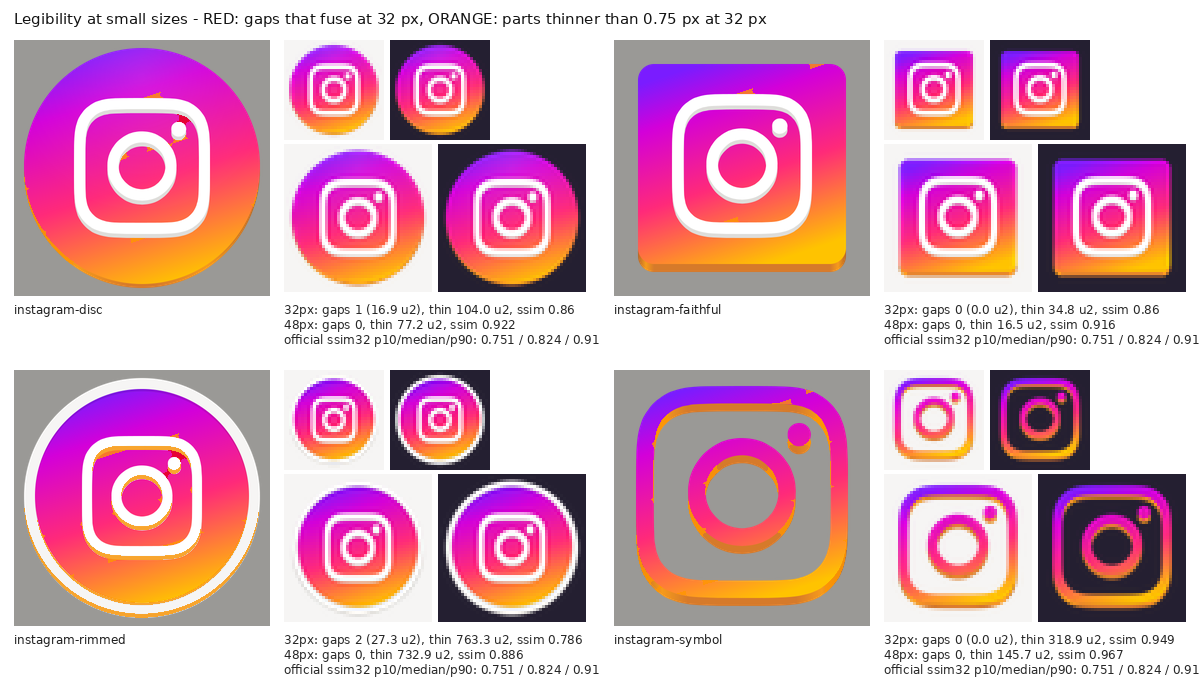 Legibility at small sizes - RED: gaps that fuse at 32 px, ORANGE: parts thinner than 0.75 px at 32 px
instagram-disc
32px: gaps 1 (16.9 u2), thin 104.0 u2, ssim 0.86
48px: gaps 0, thin 77.2 u2, ssim 0.922
official ssim32 p10/median/p90: 0.751 / 0.824 / 0.91
instagram-faithful
32px: gaps 0 (0.0 u2), thin 34.8 u2, ssim 0.86
48px: gaps 0, thin 16.5 u2, ssim 0.916
official ssim32 p10/median/p90: 0.751 / 0.824 / 0.91
instagram-rimmed
32px: gaps 2 (27.3 u2), thin 763.3 u2, ssim 0.786
48px: gaps 0, thin 732.9 u2, ssim 0.886
official ssim32 p10/median/p90: 0.751 / 0.824 / 0.91
instagram-symbol
32px: gaps 0 (0.0 u2), thin 318.9 u2, ssim 0.949
48px: gaps 0, thin 145.7 u2, ssim 0.967
official ssim32 p10/median/p90: 0.751 / 0.824 / 0.91